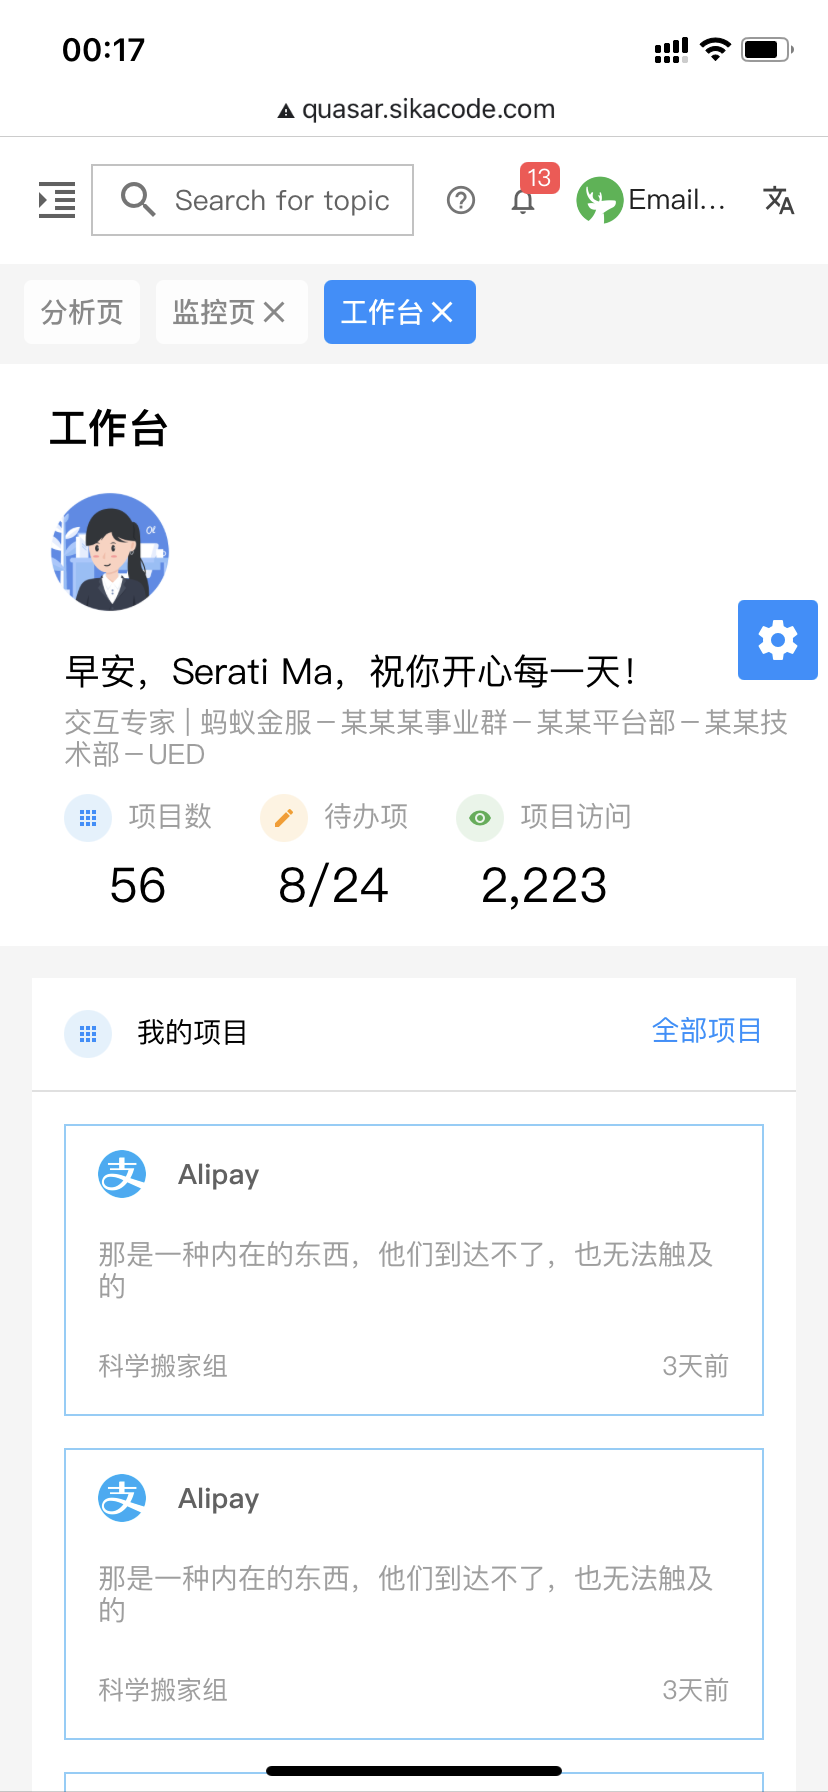 00:17
quasar.sikacode.com
Search for topic
13
Email...
分析页
监控页
工作台
工作台
早安，Serati Ma，祝你开心每一天！
交互专家 | 蚂蚁金服－某某某事业群－某某平台部－某某技
术部－UED
项目数
待办项
项目访问
56
8/24
2,223
我的项目
全部项目
支 Alipay
那是一种内在的东西，他们到达不了，也无法触及
的
科学搬家组
3天前
支 Alipay
那是一种内在的东西，他们到达不了，也无法触及
的
科学搬家组
3天前